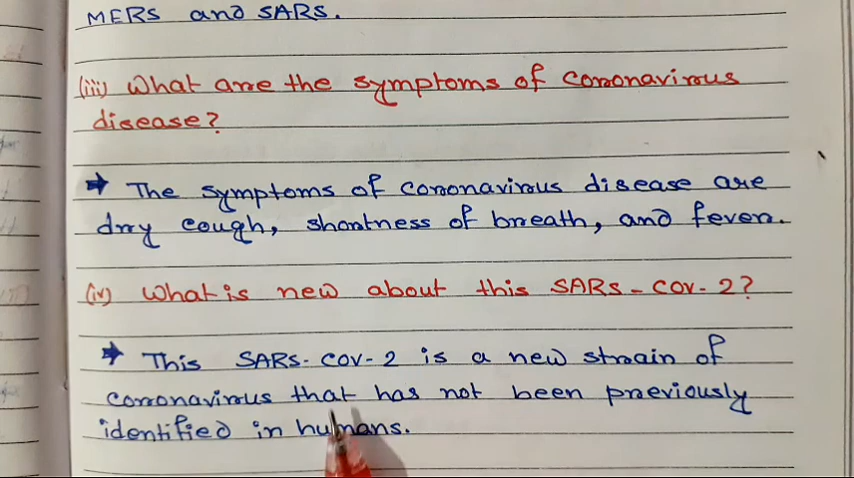 MERS and SARS.
(iii) What are the symptoms of coronavirus
disease?
→ The symptoms of coronavirus disease are
dry cough, shortness of breath, and fever.
(iv) What is new about this SARS-COV-2?
→ This SARS-COV-2 is a new strain of
coronavirus that has not been previously
identified in humans.